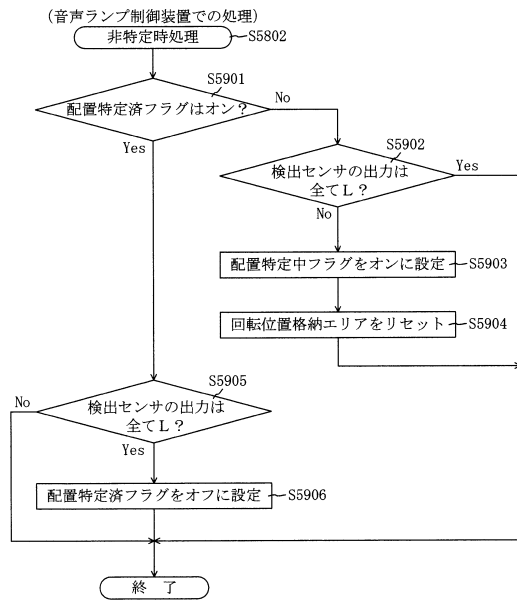 (音声ランプ制御装置での処理)
非特定時処理
S5802
S5901
配置特定済フラグはオン?
No
Yes
S5902
検出センサの出力は
全てL?
Yes
No
配置特定中フラグをオンに設定
S5903
回転位置格納エリアをリセット
S5904
S5905
No
検出センサの出力は
全てL?
Yes
配置特定済フラグをオフに設定
S5906
終 了